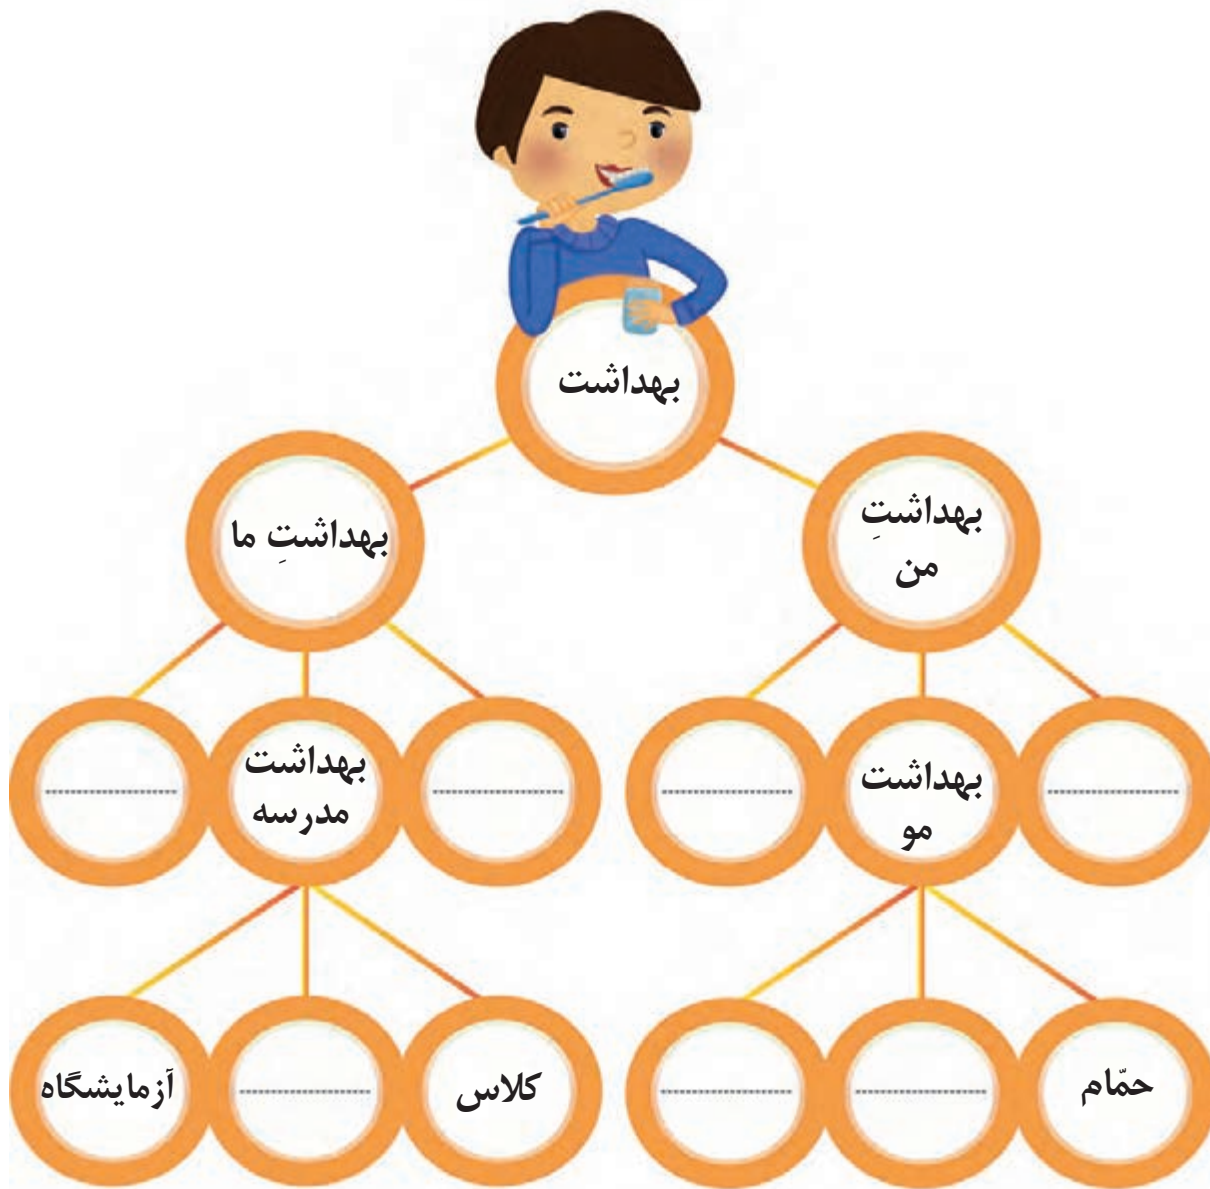 بهداشت
بهداشتِ
من
بهداشتِ ما
بهداشت
مو
بهداشت
مدرسه
حمّام
کلاس
آزمایشگاه